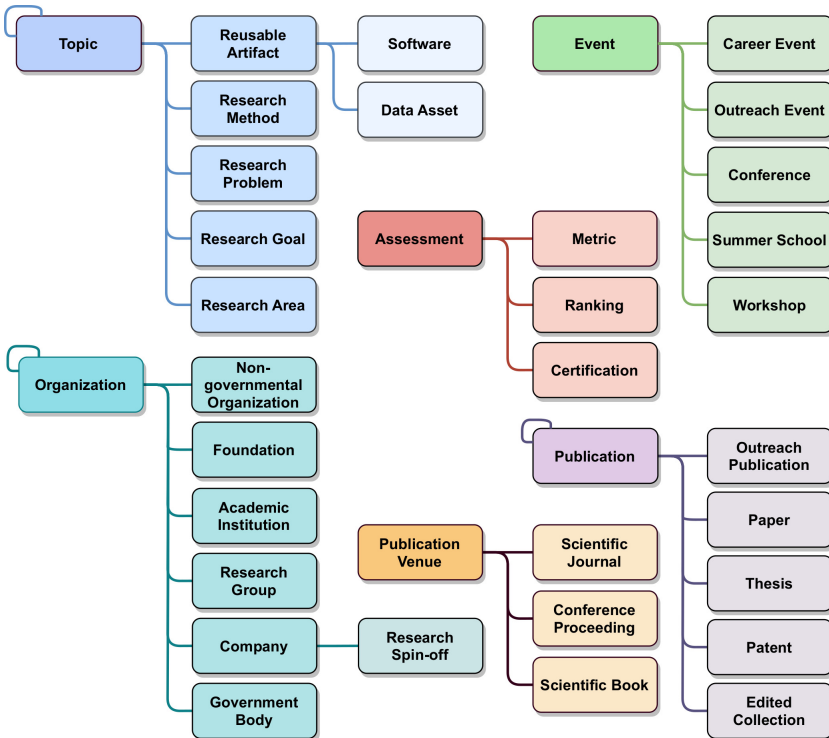 Topic
Reusable
Artifact
Software
Data Asset
Research
Method
Research
Problem
Research Goal
Research Area
Event
Career Event
Outreach Event
Conference
Summer School
Workshop
Assessment
Metric
Ranking
Certification
Organization
Non-
governmental
Organization
Foundation
Academic
Institution
Research
Group
Company
Research
Spin-off
Government
Body
Publication
Outreach
Publication
Paper
Thesis
Patent
Edited
Collection
Publication
Venue
Scientific
Journal
Conference
Proceeding
Scientific Book